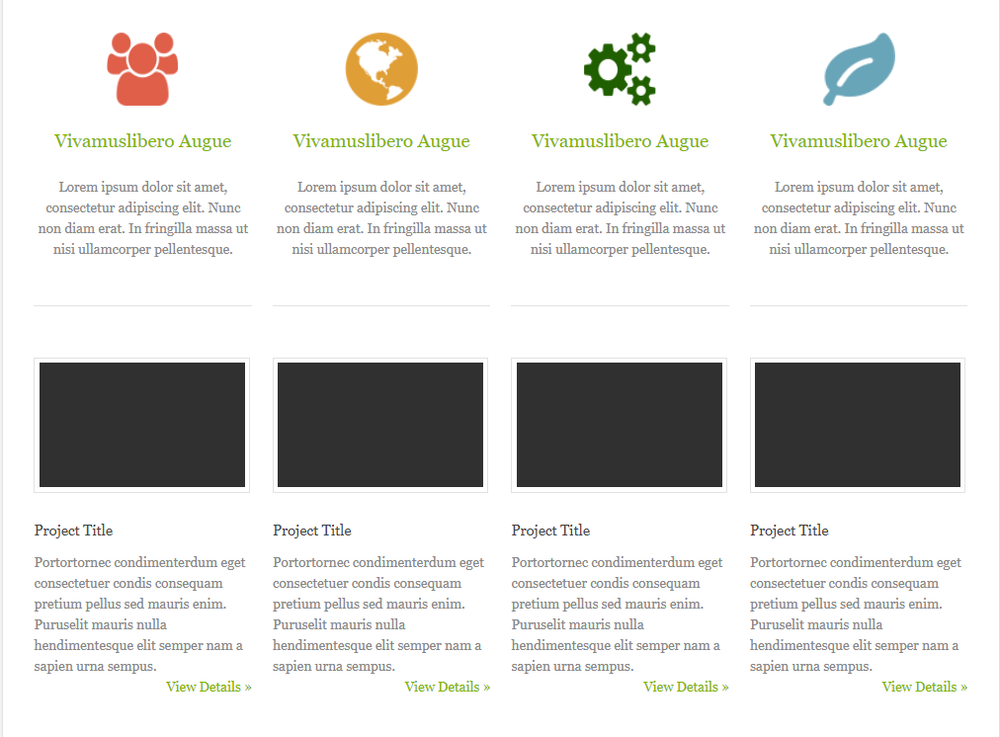 Vivamuslibero Augue
Lorem ipsum dolor sit amet,
consectetur adipiscing elit. Nunc
non diam erat. In fringilla massa ut
nisi ullamcorper pellentesque.
Vivamuslibero Augue
Lorem ipsum dolor sit amet,
consectetur adipiscing elit. Nunc
non diam erat. In fringilla massa ut
nisi ullamcorper pellentesque.
Vivamuslibero Augue
Lorem ipsum dolor sit amet,
consectetur adipiscing elit. Nunc
non diam erat. In fringilla massa ut
nisi ullamcorper pellentesque.
Vivamuslibero Augue
Lorem ipsum dolor sit amet,
consectetur adipiscing elit. Nunc
non diam erat. In fringilla massa ut
nisi ullamcorper pellentesque.
Project Title
Portortornec condimenterdum eget
consectetuer condis consequam
pretium pellus sed mauris enim.
Puruselit mauris nulla
hendimentesque elit semper nam a
sapien urna sempus.
View Details »
Project Title
Portortornec condimenterdum eget
consectetuer condis consequam
pretium pellus sed mauris enim.
Puruselit mauris nulla
hendimentesque elit semper nam a
sapien urna sempus.
View Details »
Project Title
Portortornec condimenterdum eget
consectetuer condis consequam
pretium pellus sed mauris enim.
Puruselit mauris nulla
hendimentesque elit semper nam a
sapien urna sempus.
View Details »
Project Title
Portortornec condimenterdum eget
consectetuer condis consequam
pretium pellus sed mauris enim.
Puruselit mauris nulla
hendimentesque elit semper nam a
sapien urna sempus.
View Details »